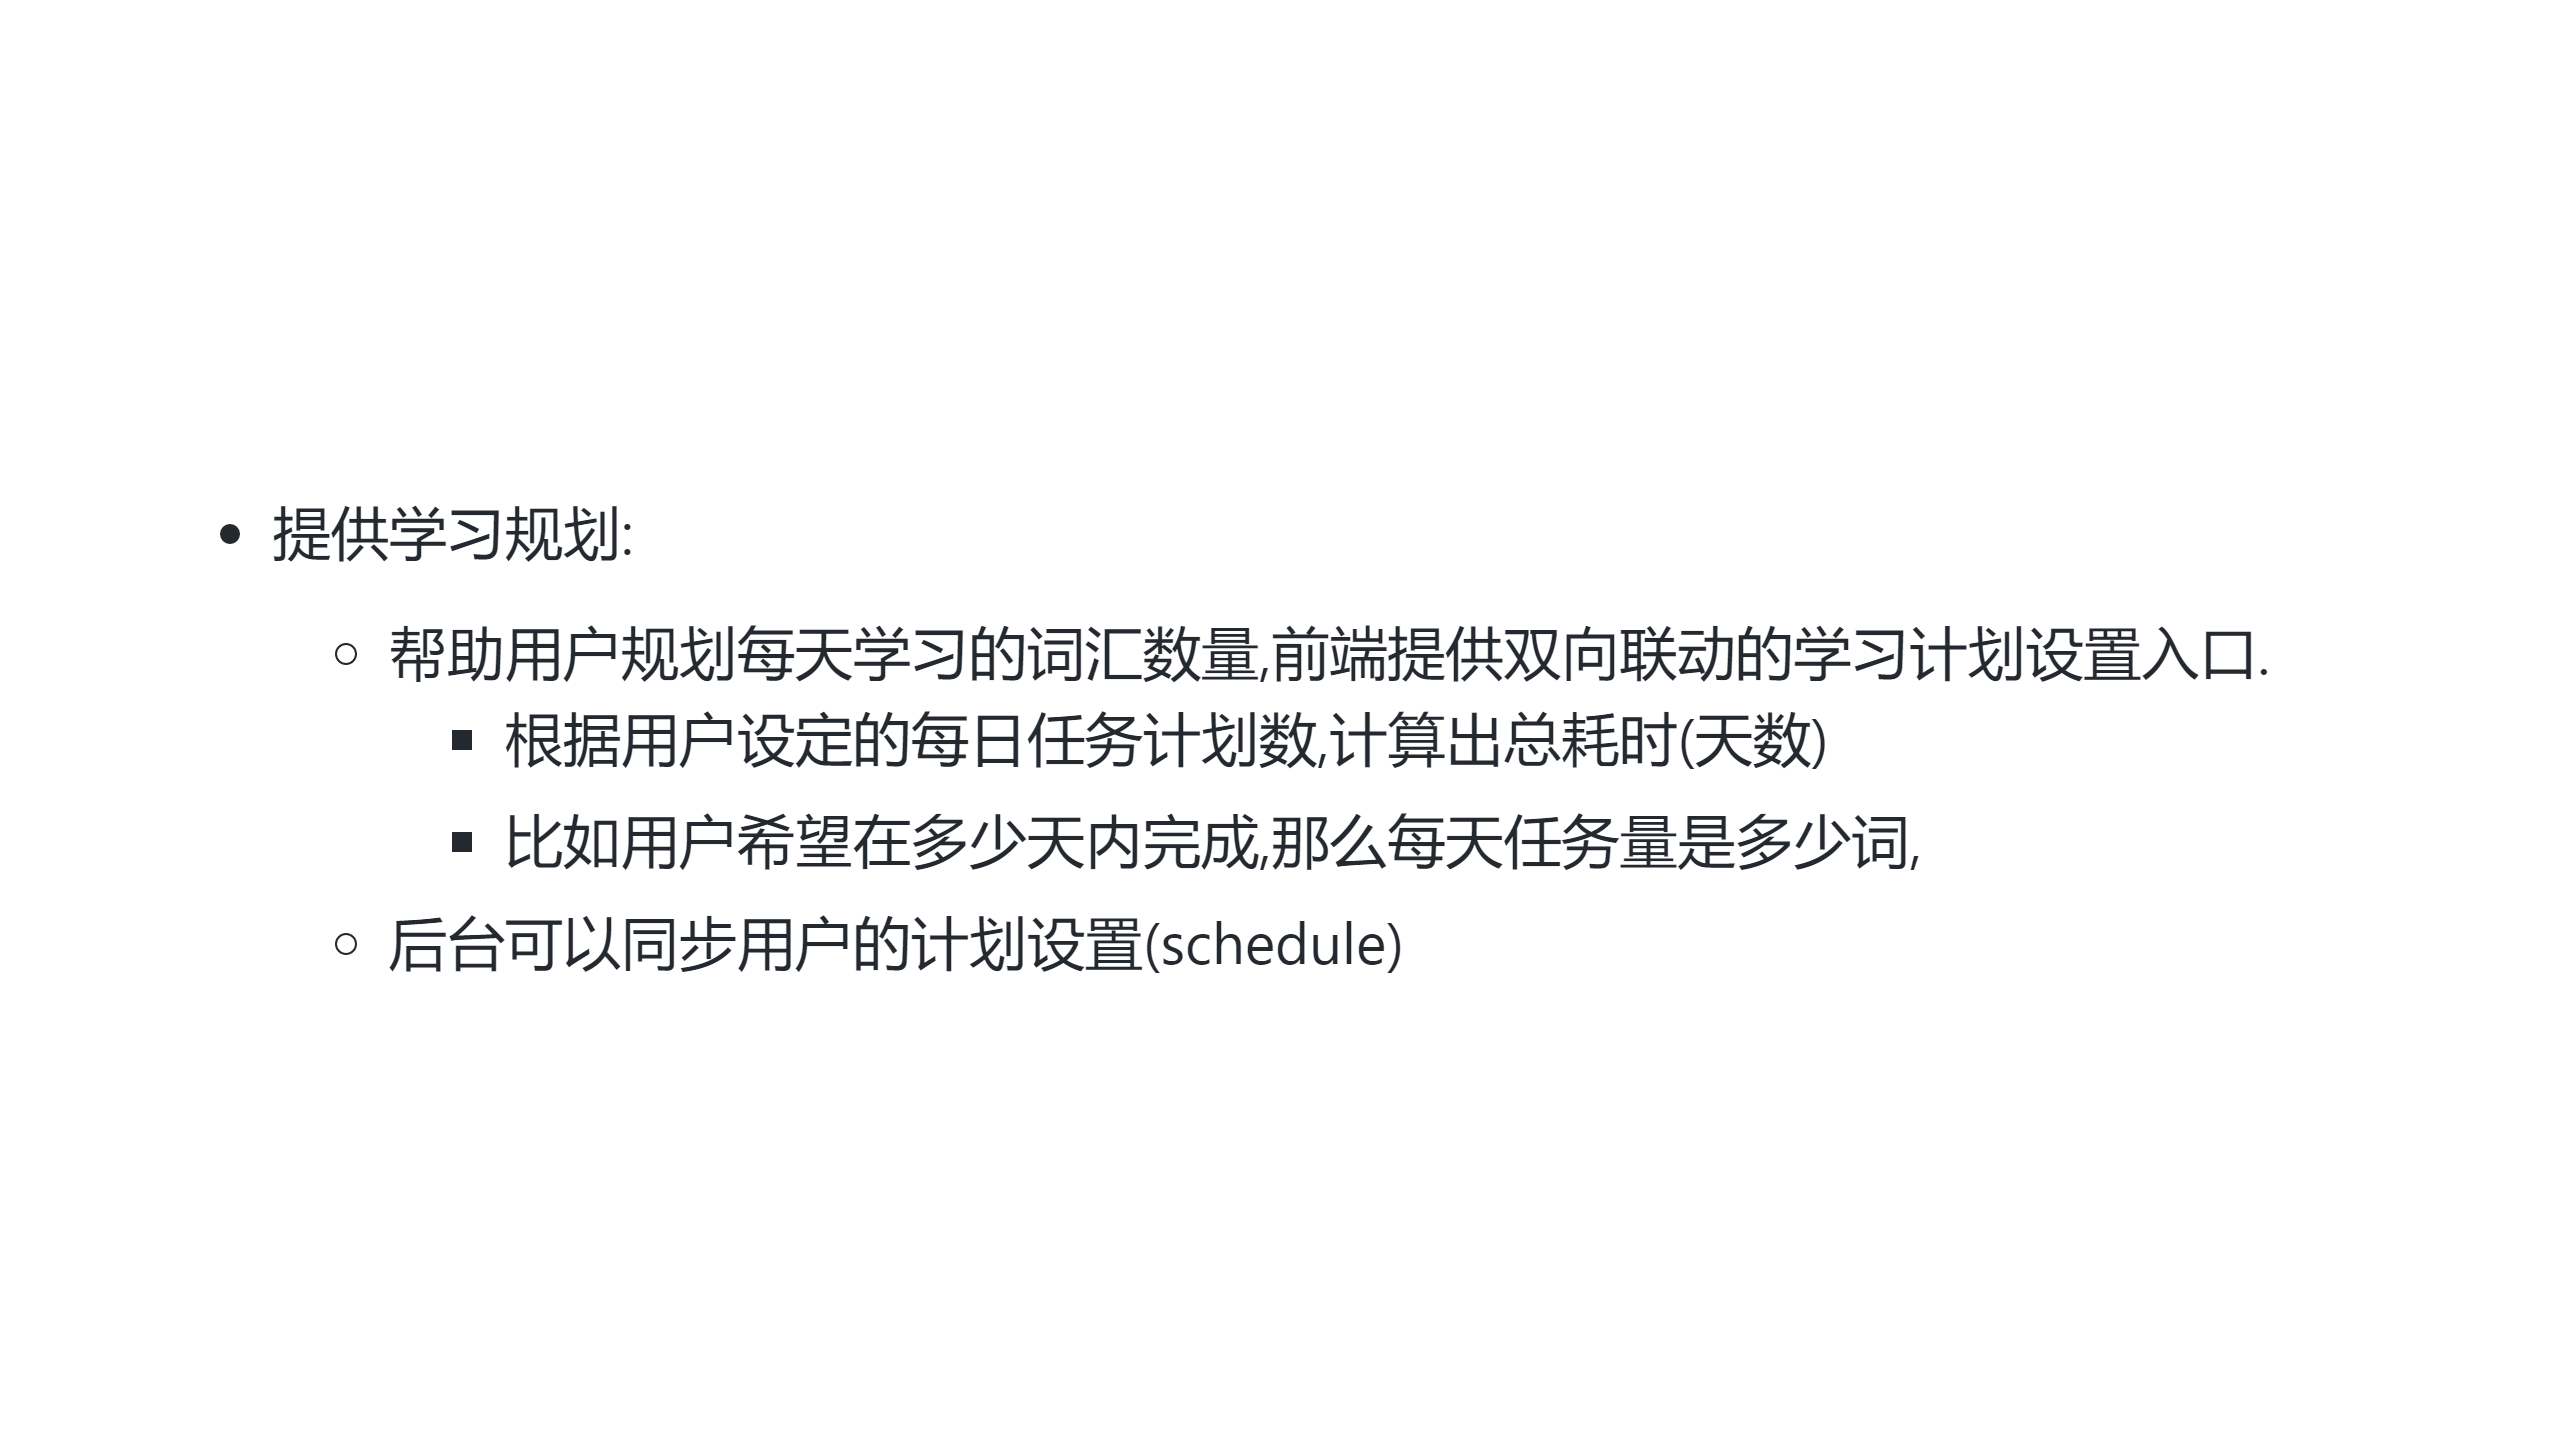 提供学习规划:
帮助用户规划每天学习的词汇数量,前端提供双向联动的学习计划设置入口.
根据用户设定的每日任务计划数,计算出总耗时(天数)
比如用户希望在多少天内完成,那么每天任务量是多少词,
后台可以同步用户的计划设置(schedule)